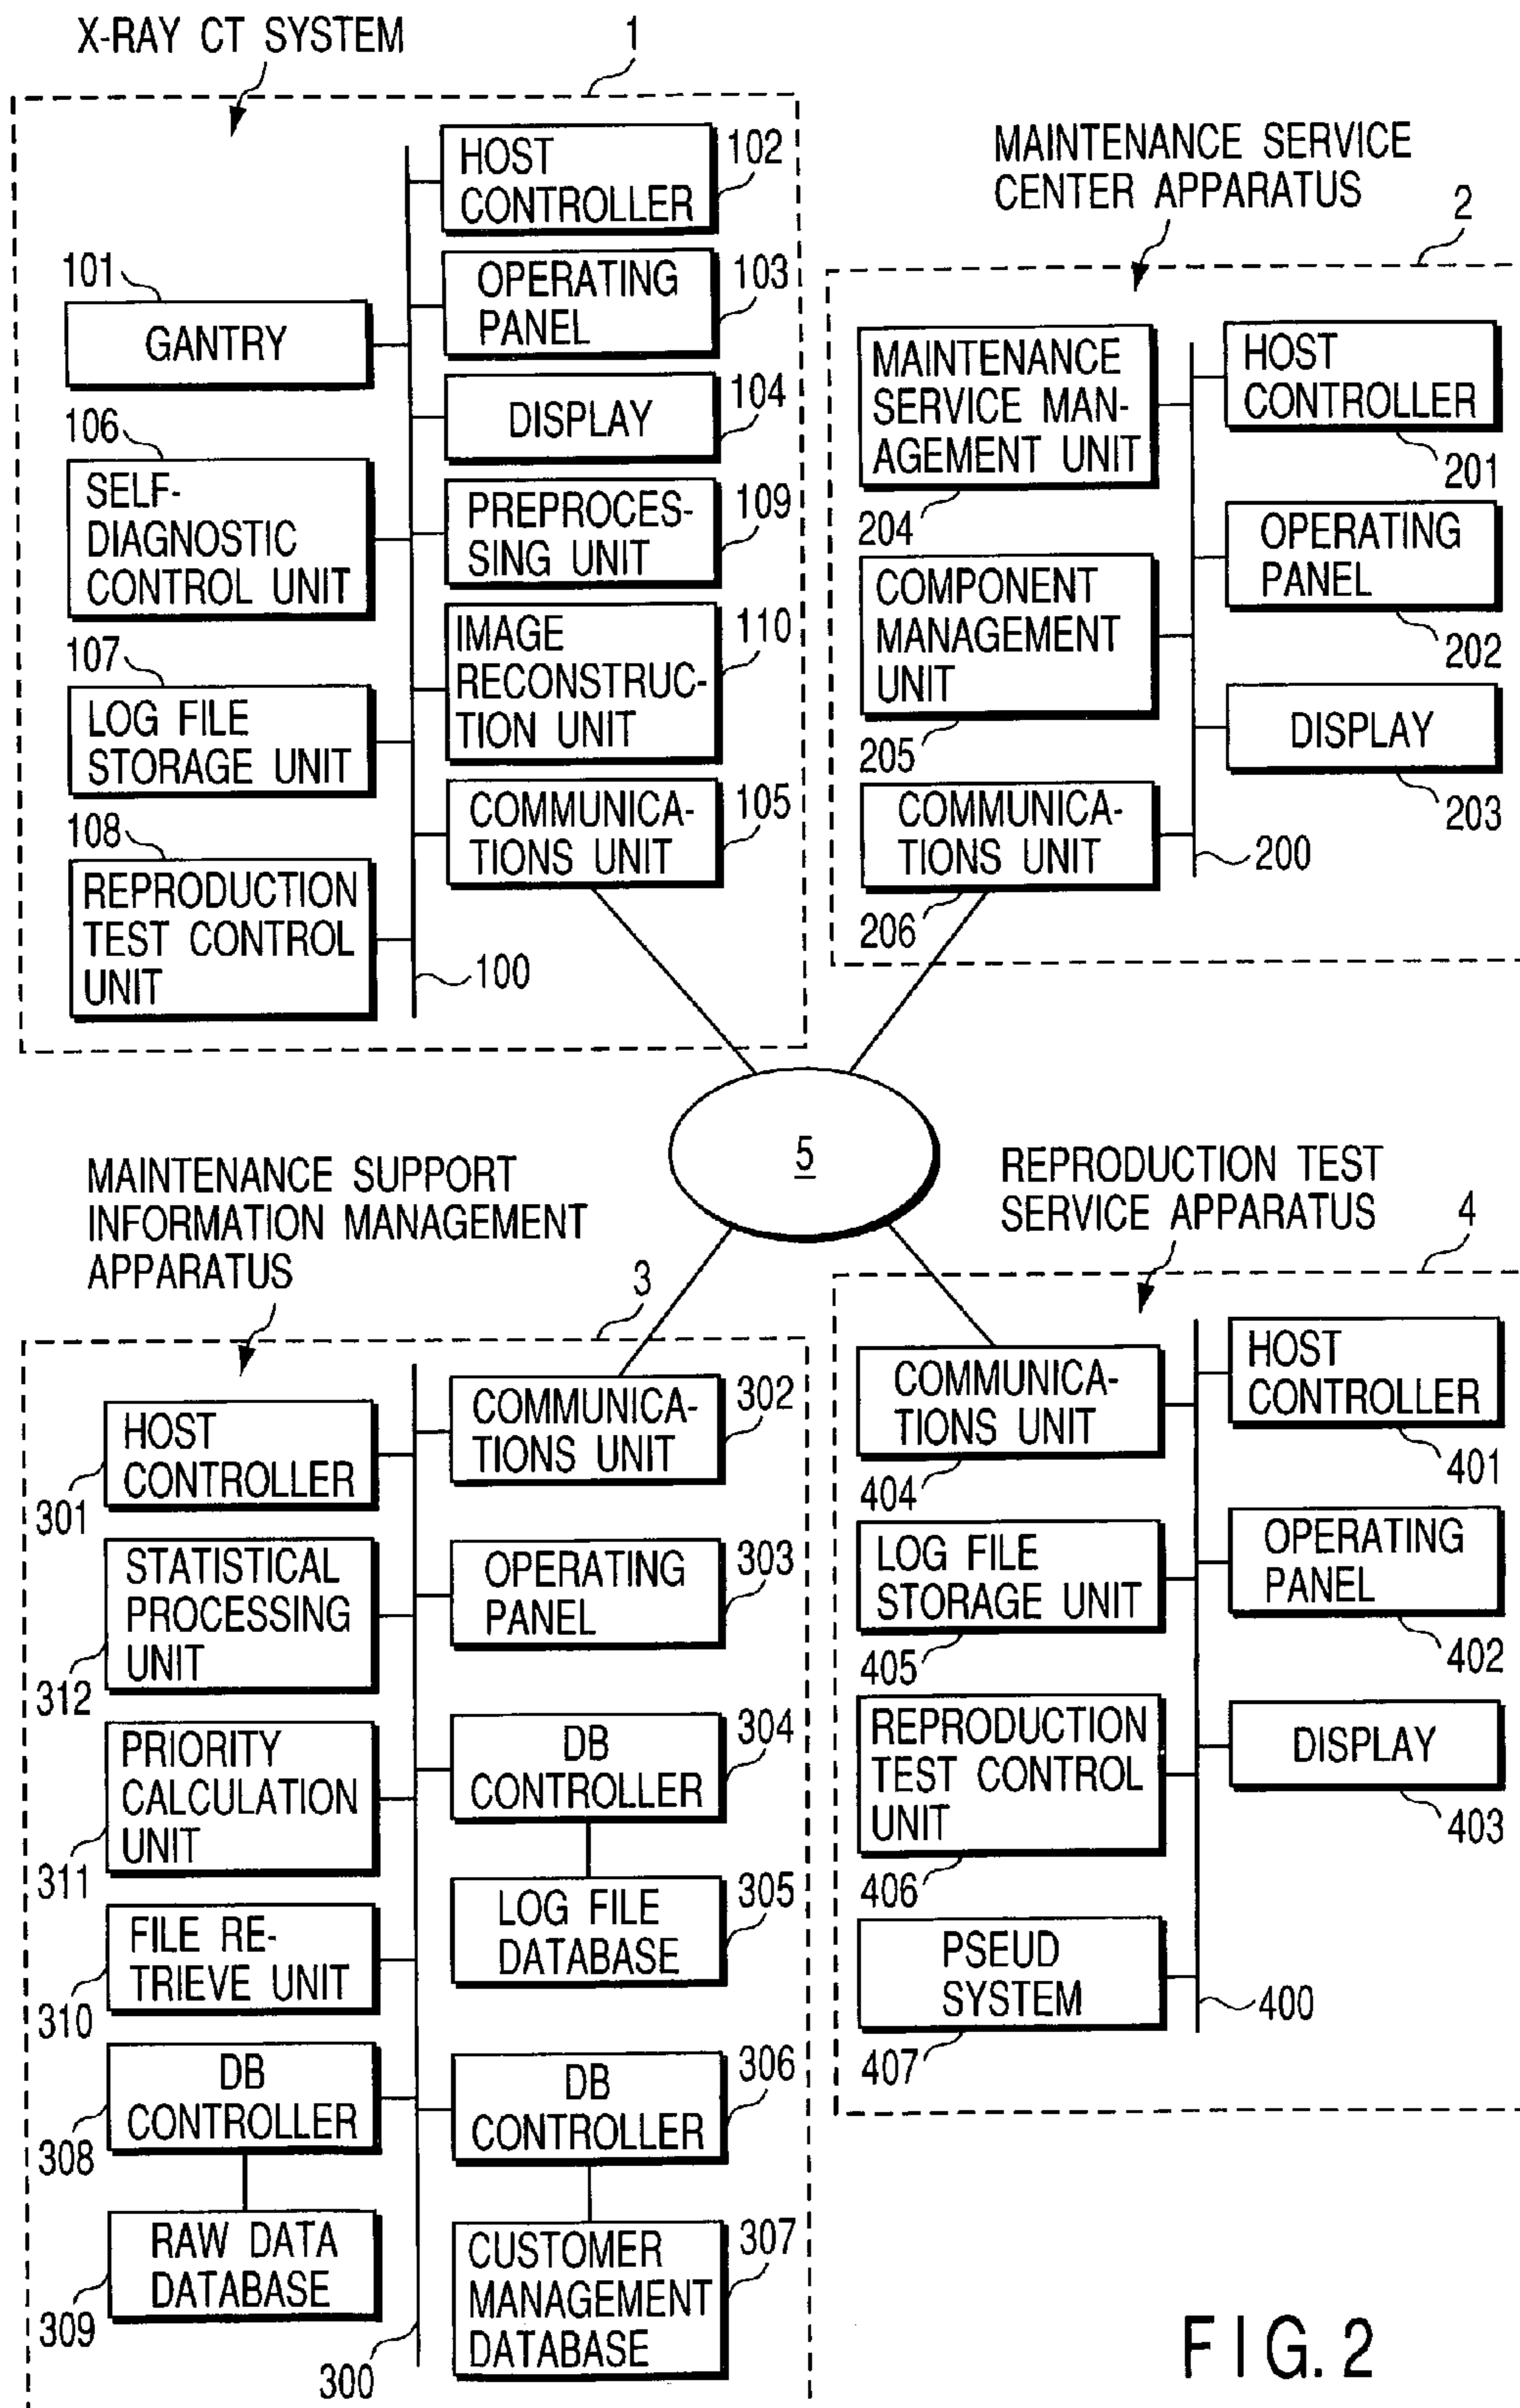 X-RAY CT SYSTEM
1
HOST
CONTROLLER
102
101
GANTRY
OPERATING
PANEL
103
DISPLAY
104
106
SELF-
DIAGNOSTIC
CONTROL UNIT
PREPROCES-
SING UNIT
109
IMAGE
RECONSTRUC-
TION UNIT
110
107
LOG FILE
STORAGE UNIT
COMMUNICA-
TIONS UNIT
105
108
REPRODUCTION
TEST CONTROL
UNIT
100
MAINTENANCE SERVICE
CENTER APPARATUS
2
MAINTENANCE
SERVICE MAN-
AGEMENT UNIT
204
HOST
CONTROLLER
201
COMPONENT
MANAGEMENT
UNIT
205
OPERATING
PANEL
202
DISPLAY
203
COMMUNICA-
TIONS UNIT
206
200
5
MAINTENANCE SUPPORT
INFORMATION MANAGEMENT
APPARATUS
3
HOST
CONTROLLER
301
COMMUNICA-
TIONS UNIT
302
STATISTICAL
PROCESSING
UNIT
312
OPERATING
PANEL
303
PRIORITY
CALCULATION
UNIT
311
DB
CONTROLLER
304
LOG FILE
DATABASE
305
FILE RE-
TRIEVE UNIT
310
DB
CONTROLLER
308
DB
CONTROLLER
306
RAW DATA
DATABASE
309
CUSTOMER
MANAGEMENT
DATABASE
307
300
REPRODUCTION TEST
SERVICE APPARATUS
4
COMMUNICA-
TIONS UNIT
404
HOST
CONTROLLER
401
LOG FILE
STORAGE UNIT
405
OPERATING
PANEL
402
REPRODUCTION
TEST CONTROL
UNIT
406
DISPLAY
403
PSEUD
SYSTEM
407
400
FIG. 2